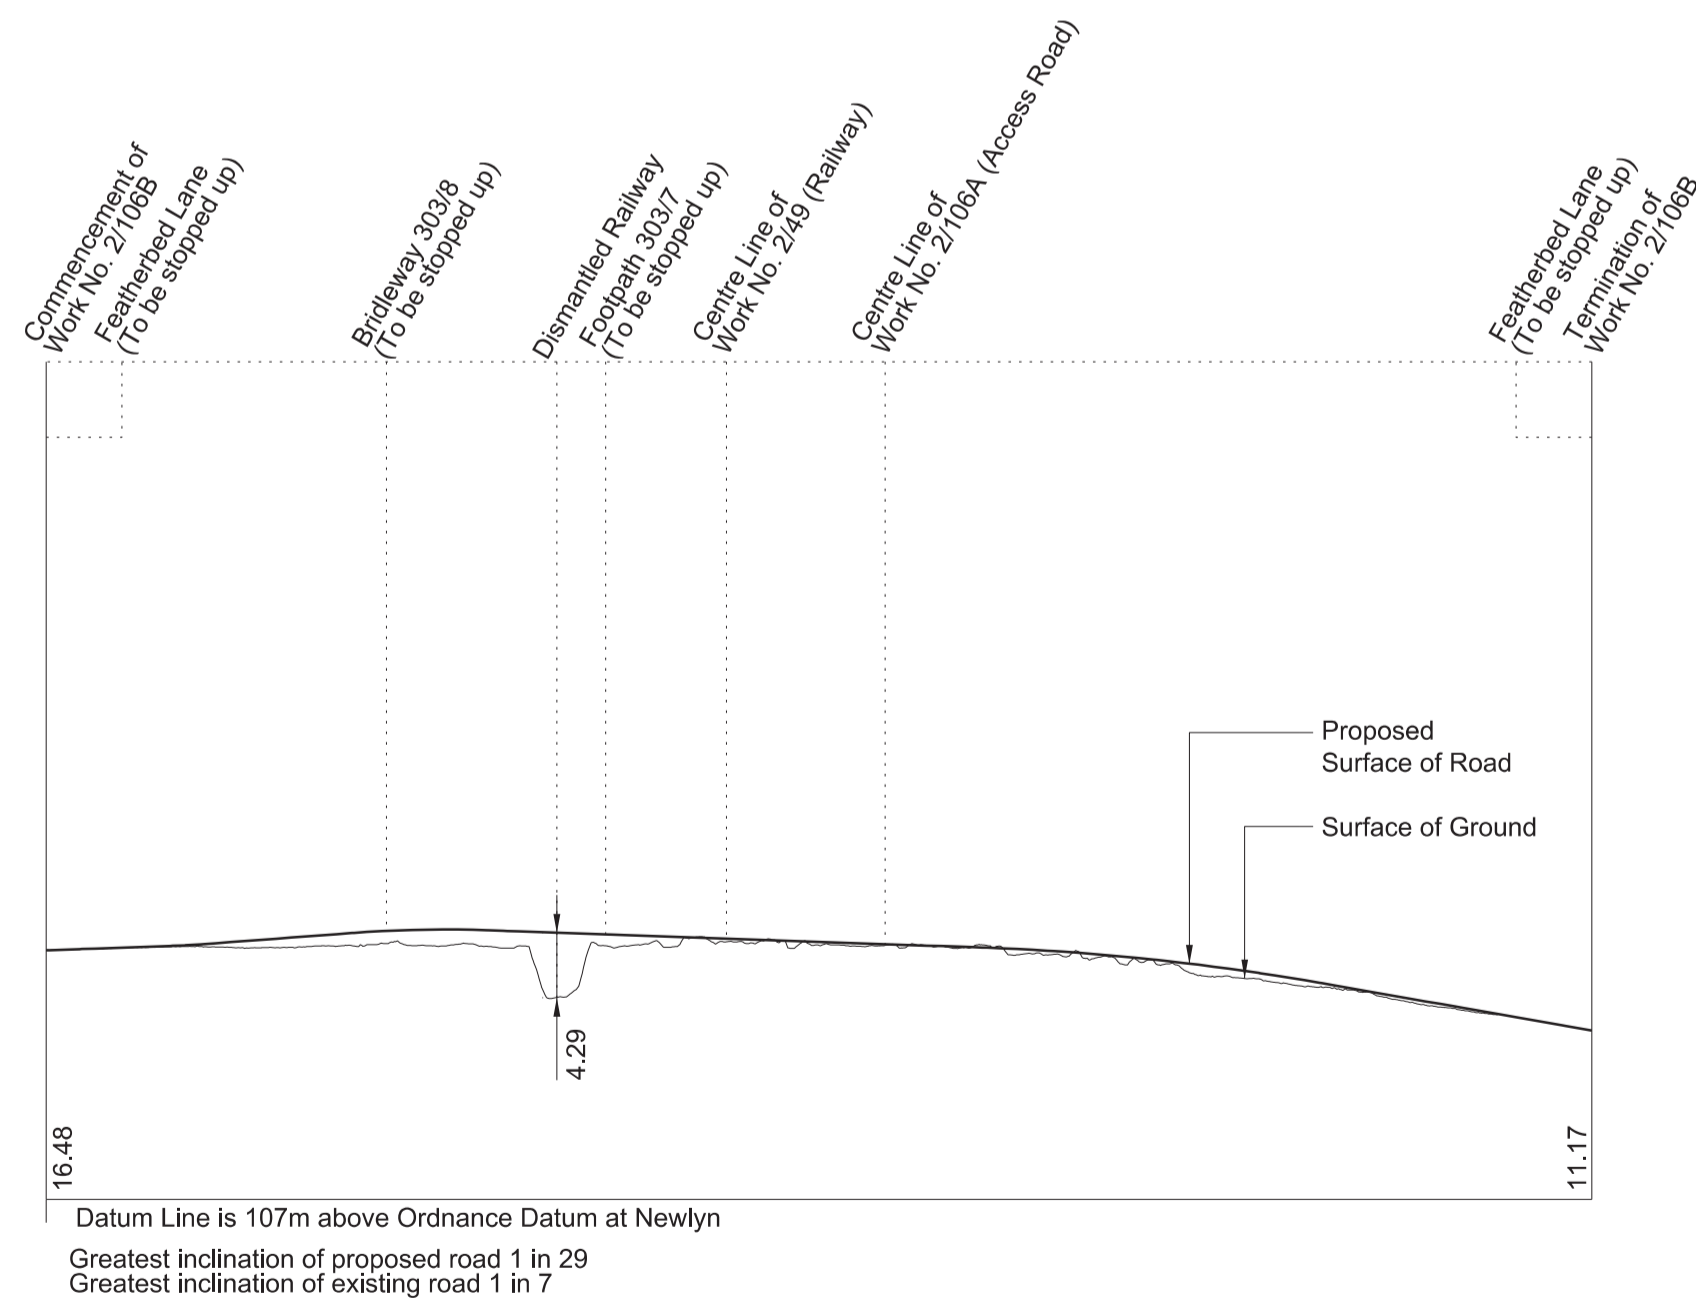 Commencement of
Work No. 2/106B
Featherbed Lane
(To be stopped up)
Bridleway 303/8
(To be stopped up)
Dismantled Railway
Footpath 303/7
(To be stopped up)
Centre Line of
Work No. 2/49 (Railway)
Centre Line of
Work No. 2/106A (Access Road)
Featherbed Lane
(To be stopped up)
Termination of
Work No. 2/106B
Proposed
Surface of Road
Surface of Ground
4.29
16.48
11.17
Datum Line is 107m above Ordnance Datum at Newlyn
Greatest inclination of proposed road 1 in 29
Greatest inclination of existing road 1 in 7